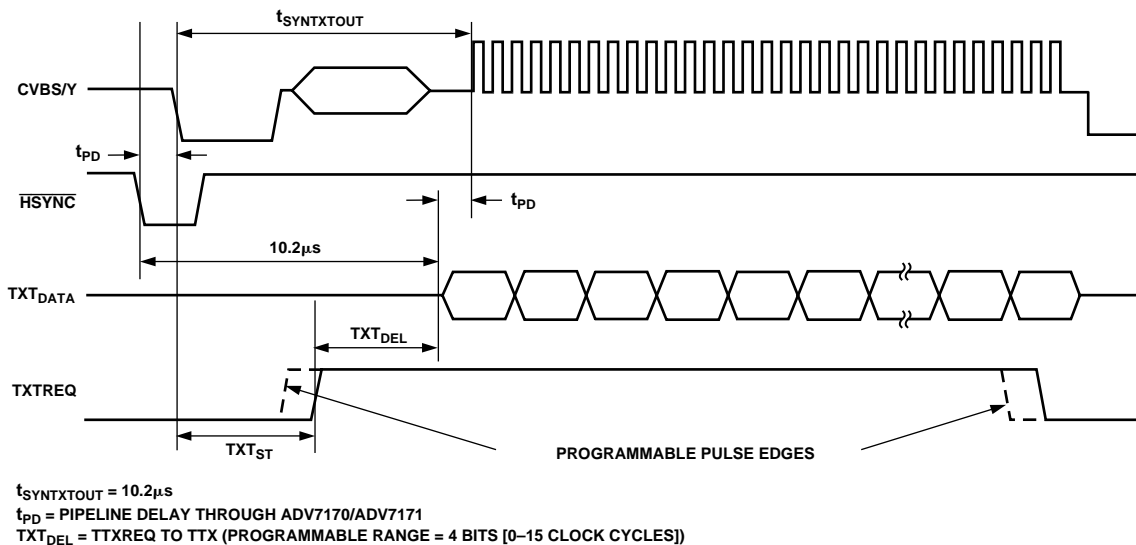 tSYNTXTOUT
CVBS/Y
tPD
HSYNC
tPD
10.2μs
TXTDATA
TXTDEL
TXTREQ
TXTST
PROGRAMMABLE PULSE EDGES
tSYNTXTOUT = 10.2μs
tPD = PIPELINE DELAY THROUGH ADV7170/ADV7171
TXTDEL = TTXREQ TO TTX (PROGRAMMABLE RANGE = 4 BITS [0–15 CLOCK CYCLES])